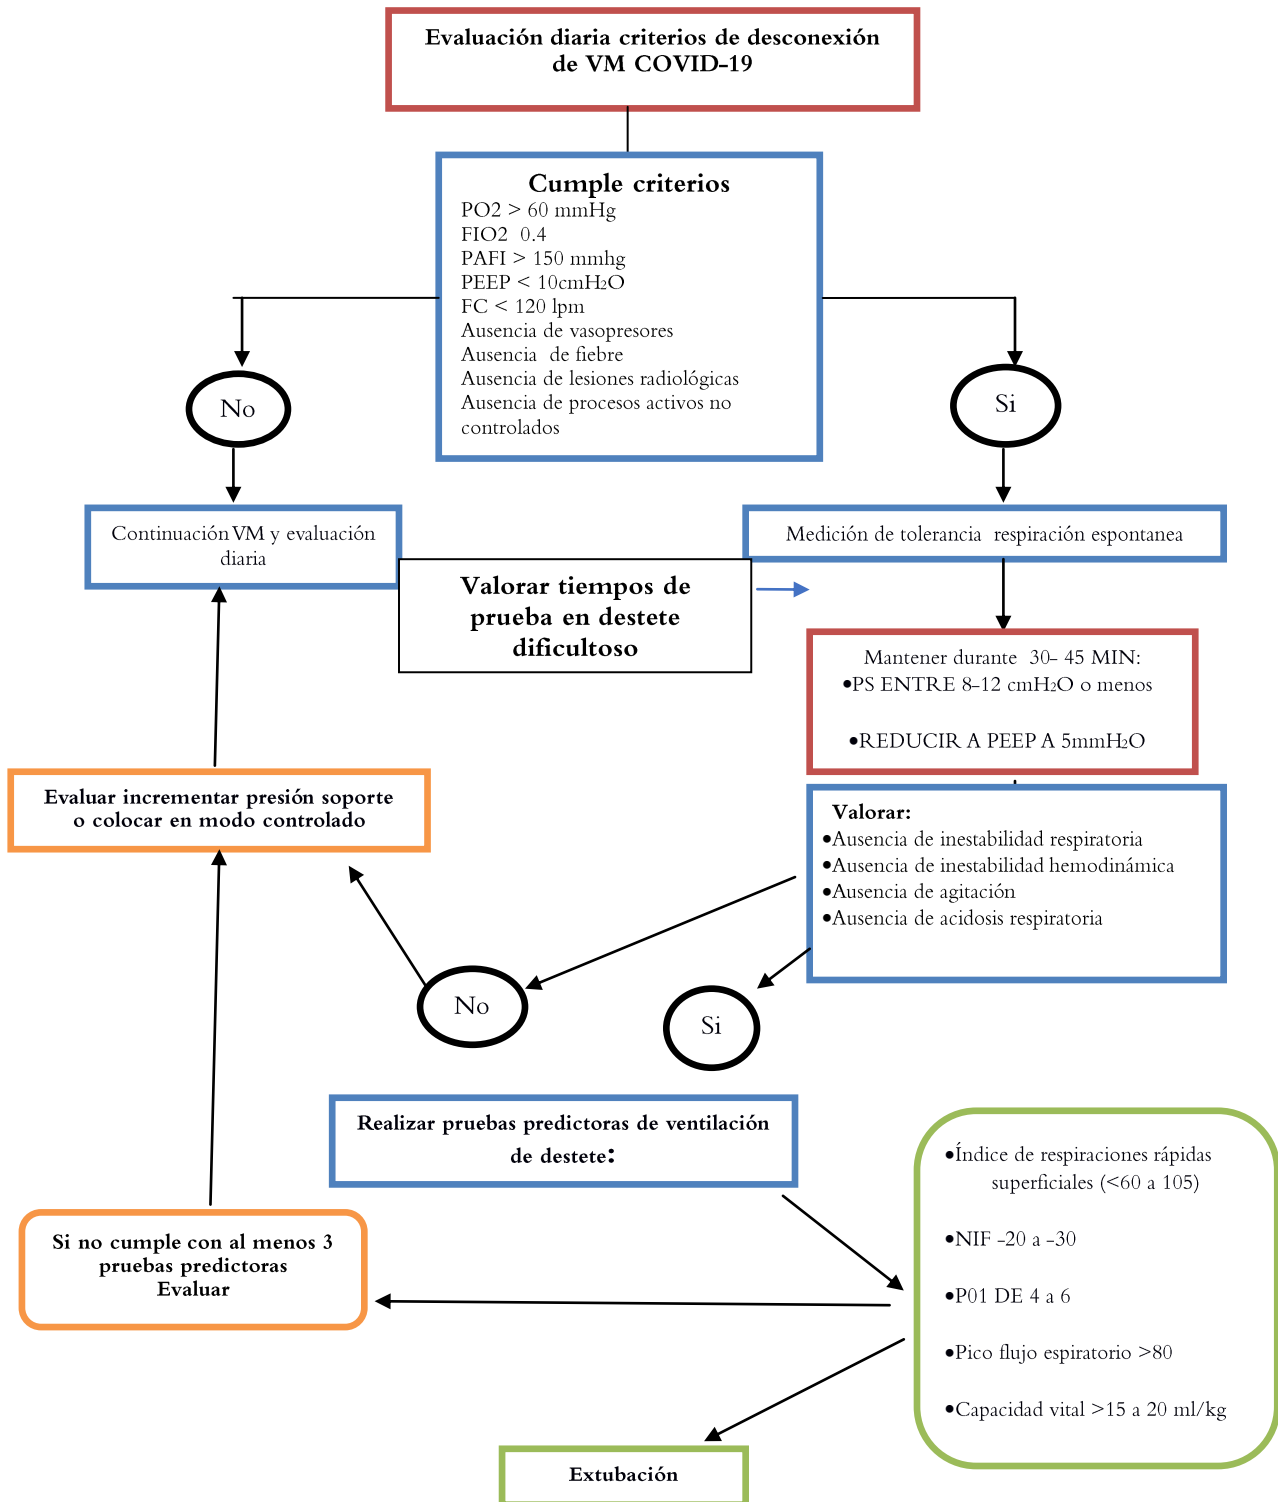 Evaluación diaria criterios de desconexión
de VM COVID-19
Cumple criterios
PO2 > 60 mmHg
FIO2 0.4
PAFI > 150 mmhg
PEEP < 10cmH₂O
FC < 120 lpm
Ausencia de vasopresores
Ausencia de fiebre
Ausencia de lesiones radiológicas
Ausencia de procesos activos no
controlados
No
Si
Continuación VM y evaluación
diaria
Medición de tolerancia respiración espontanea
Valorar tiempos de
prueba en destete
dificultoso
Mantener durante 30- 45 MIN:
•PS ENTRE 8-12 cmH₂O o menos
•REDUCIR A PEEP A 5mmH₂O
Evaluar incrementar presión soporte
o colocar en modo controlado
Valorar:
•Ausencia de inestabilidad respiratoria
•Ausencia de inestabilidad hemodinámica
•Ausencia de agitación
•Ausencia de acidosis respiratoria
No
Si
Realizar pruebas predictoras de ventilación
de destete:
•Índice de respiraciones rápidas
superficiales (<60 a 105)
•NIF -20 a -30
•P01 DE 4 a 6
•Pico flujo espiratorio >80
•Capacidad vital >15 a 20 ml/kg
Si no cumple con al menos 3
pruebas predictoras
Evaluar
Extubación